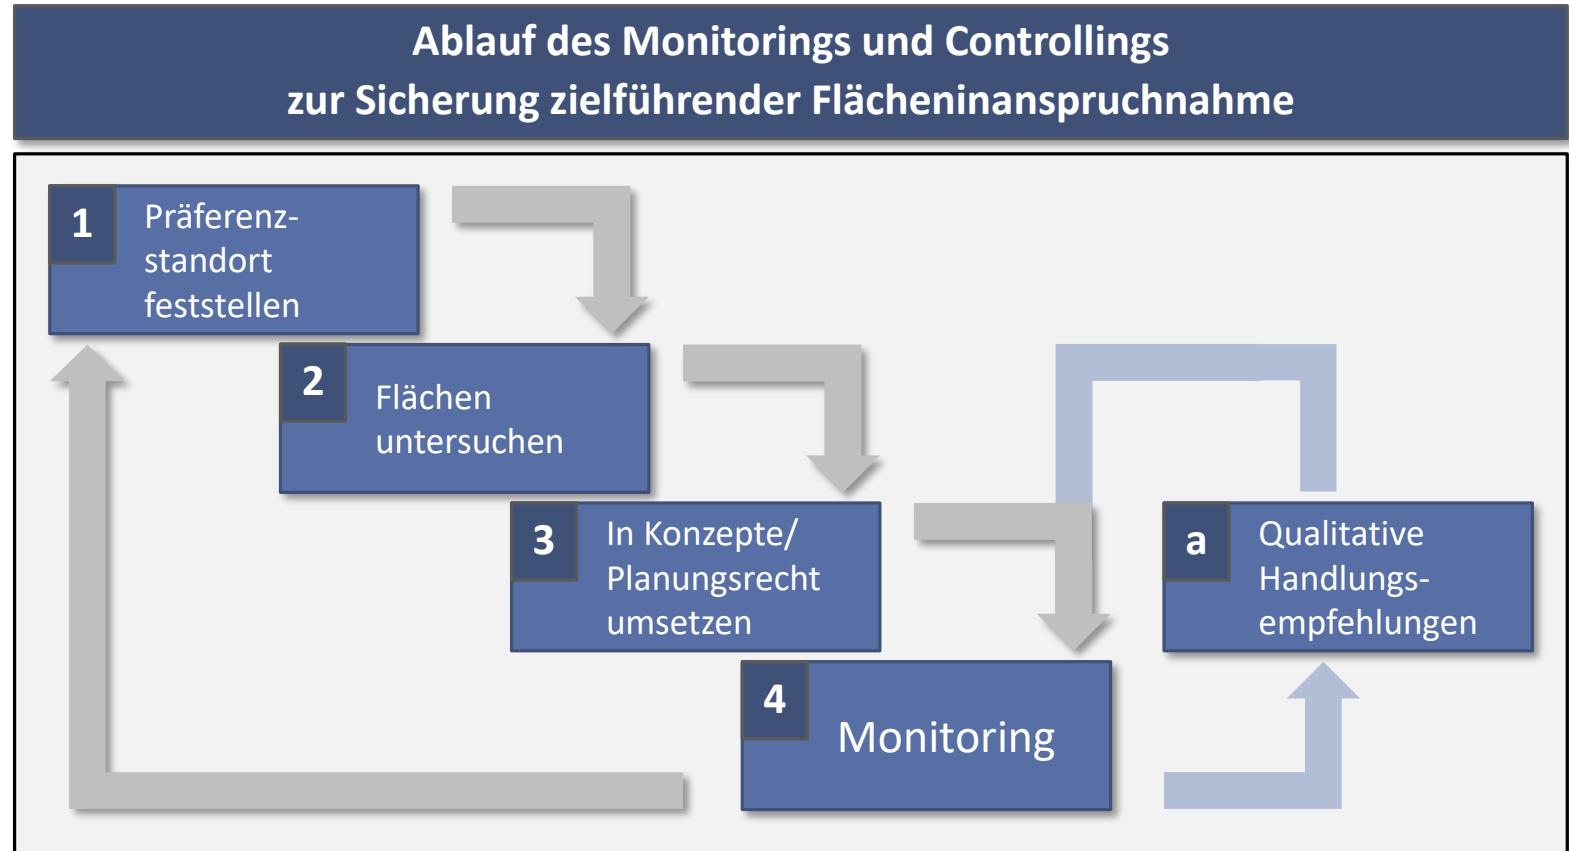 Ablauf des Monitorings und Controllings
zur Sicherung zielführender Flächeninanspruchnahme
1
Präferenz-
standort
feststellen
2
Flächen
untersuchen
3
In Konzepte/
Planungsrecht
umsetzen
a
Qualitative
Handlungs-
empfehlungen
4
Monitoring